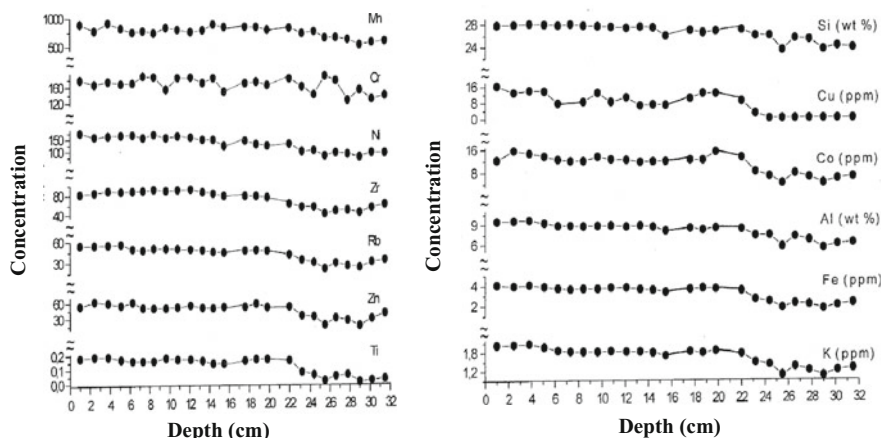 Concentration
1000
500
Mn
160
120
Cr
150
100
Ni
80
40
Zr
60
30
Rb
60
30
Zn
0,2
0,1
0,0
Ti
0 2 4 6 8 10 12 14 16 18 20 22 24 26 28 30 32
Depth (cm)
Concentration
28
24
Si (wt %)
16
8
0
Cu (ppm)
16
8
Co (ppm)
9
6
Al (wt %)
4
2
Fe (ppm)
1,8
1,2
K (ppm)
0 2 4 6 8 10 12 14 16 18 20 22 24 26 28 30 32
Depth (cm)